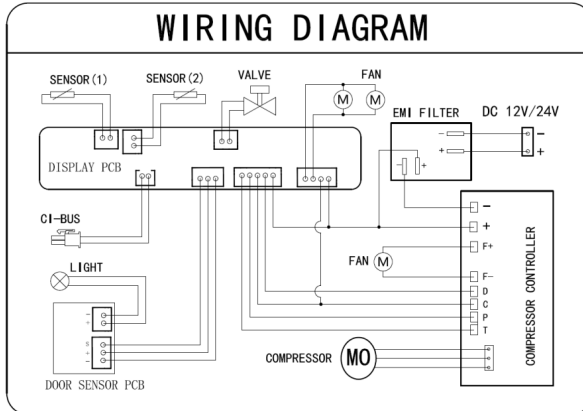 WIRING DIAGRAM
SENSOR(1)
SENSOR(2)
VALVE
FAN
M
M
EMI FILTER
DC 12V/24V
-
+
-
+
-
+
DISPLAY PCB
CI-BUS
LIGHT
-
+
S
+
-
DOOR SENSOR PCB
FAN
M
COMPRESSOR
MO
-
+
F+
F-
D
C
P
T
COMPRESSOR CONTROLLER